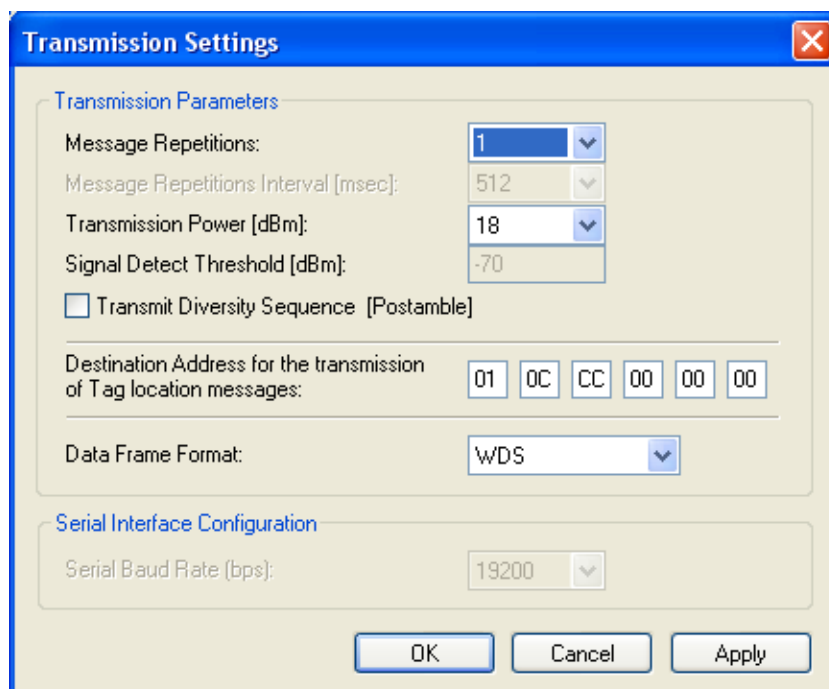 Transmission Settings
Transmission Parameters
Message Repetitions: 1
Message Repetitions Interval [msec]: 512
Transmission Power [dBm]: 18
Signal Detect Threshold [dBm]: -70
Transmit Diversity Sequence [Postamble]
Destination Address for the transmission
of Tag location messages: 01 0C CC 00 00 00
Data Frame Format: WDS
Serial Interface Configuration
Serial Baud Rate (bps): 19200
OK Cancel Apply